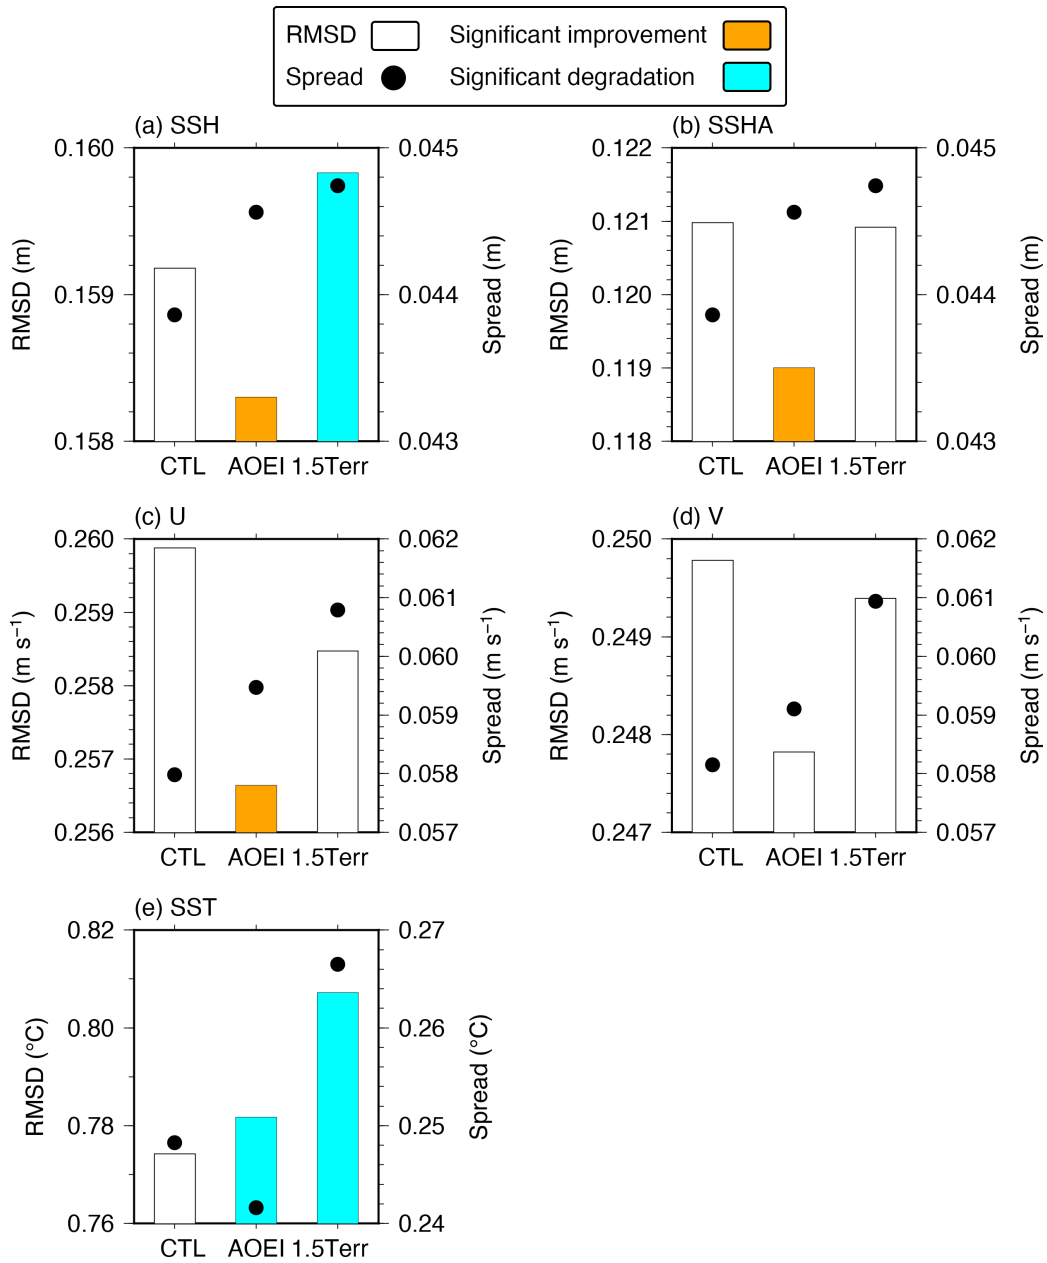 RMSD Significant improvement
Spread Significant degradation
(a) SSH
(b) SSHA
0.160
0.159
0.158
RMSD (m)
0.045
0.044
0.043
Spread (m)
CTL AOEI 1.5Terr
0.122
0.121
0.120
0.119
0.118
RMSD (m)
0.045
0.044
0.043
Spread (m)
CTL AOEI 1.5Terr
(c) U
(d) V
0.260
0.259
0.258
0.257
0.256
RMSD (m s⁻¹)
0.062
0.061
0.060
0.059
0.058
0.057
Spread (m s⁻¹)
CTL AOEI 1.5Terr
0.250
0.249
0.248
0.247
RMSD (m s⁻¹)
0.062
0.061
0.060
0.059
0.058
0.057
Spread (m s⁻¹)
CTL AOEI 1.5Terr
(e) SST
0.82
0.80
0.78
0.76
RMSD (°C)
0.27
0.26
0.25
0.24
Spread (°C)
CTL AOEI 1.5Terr